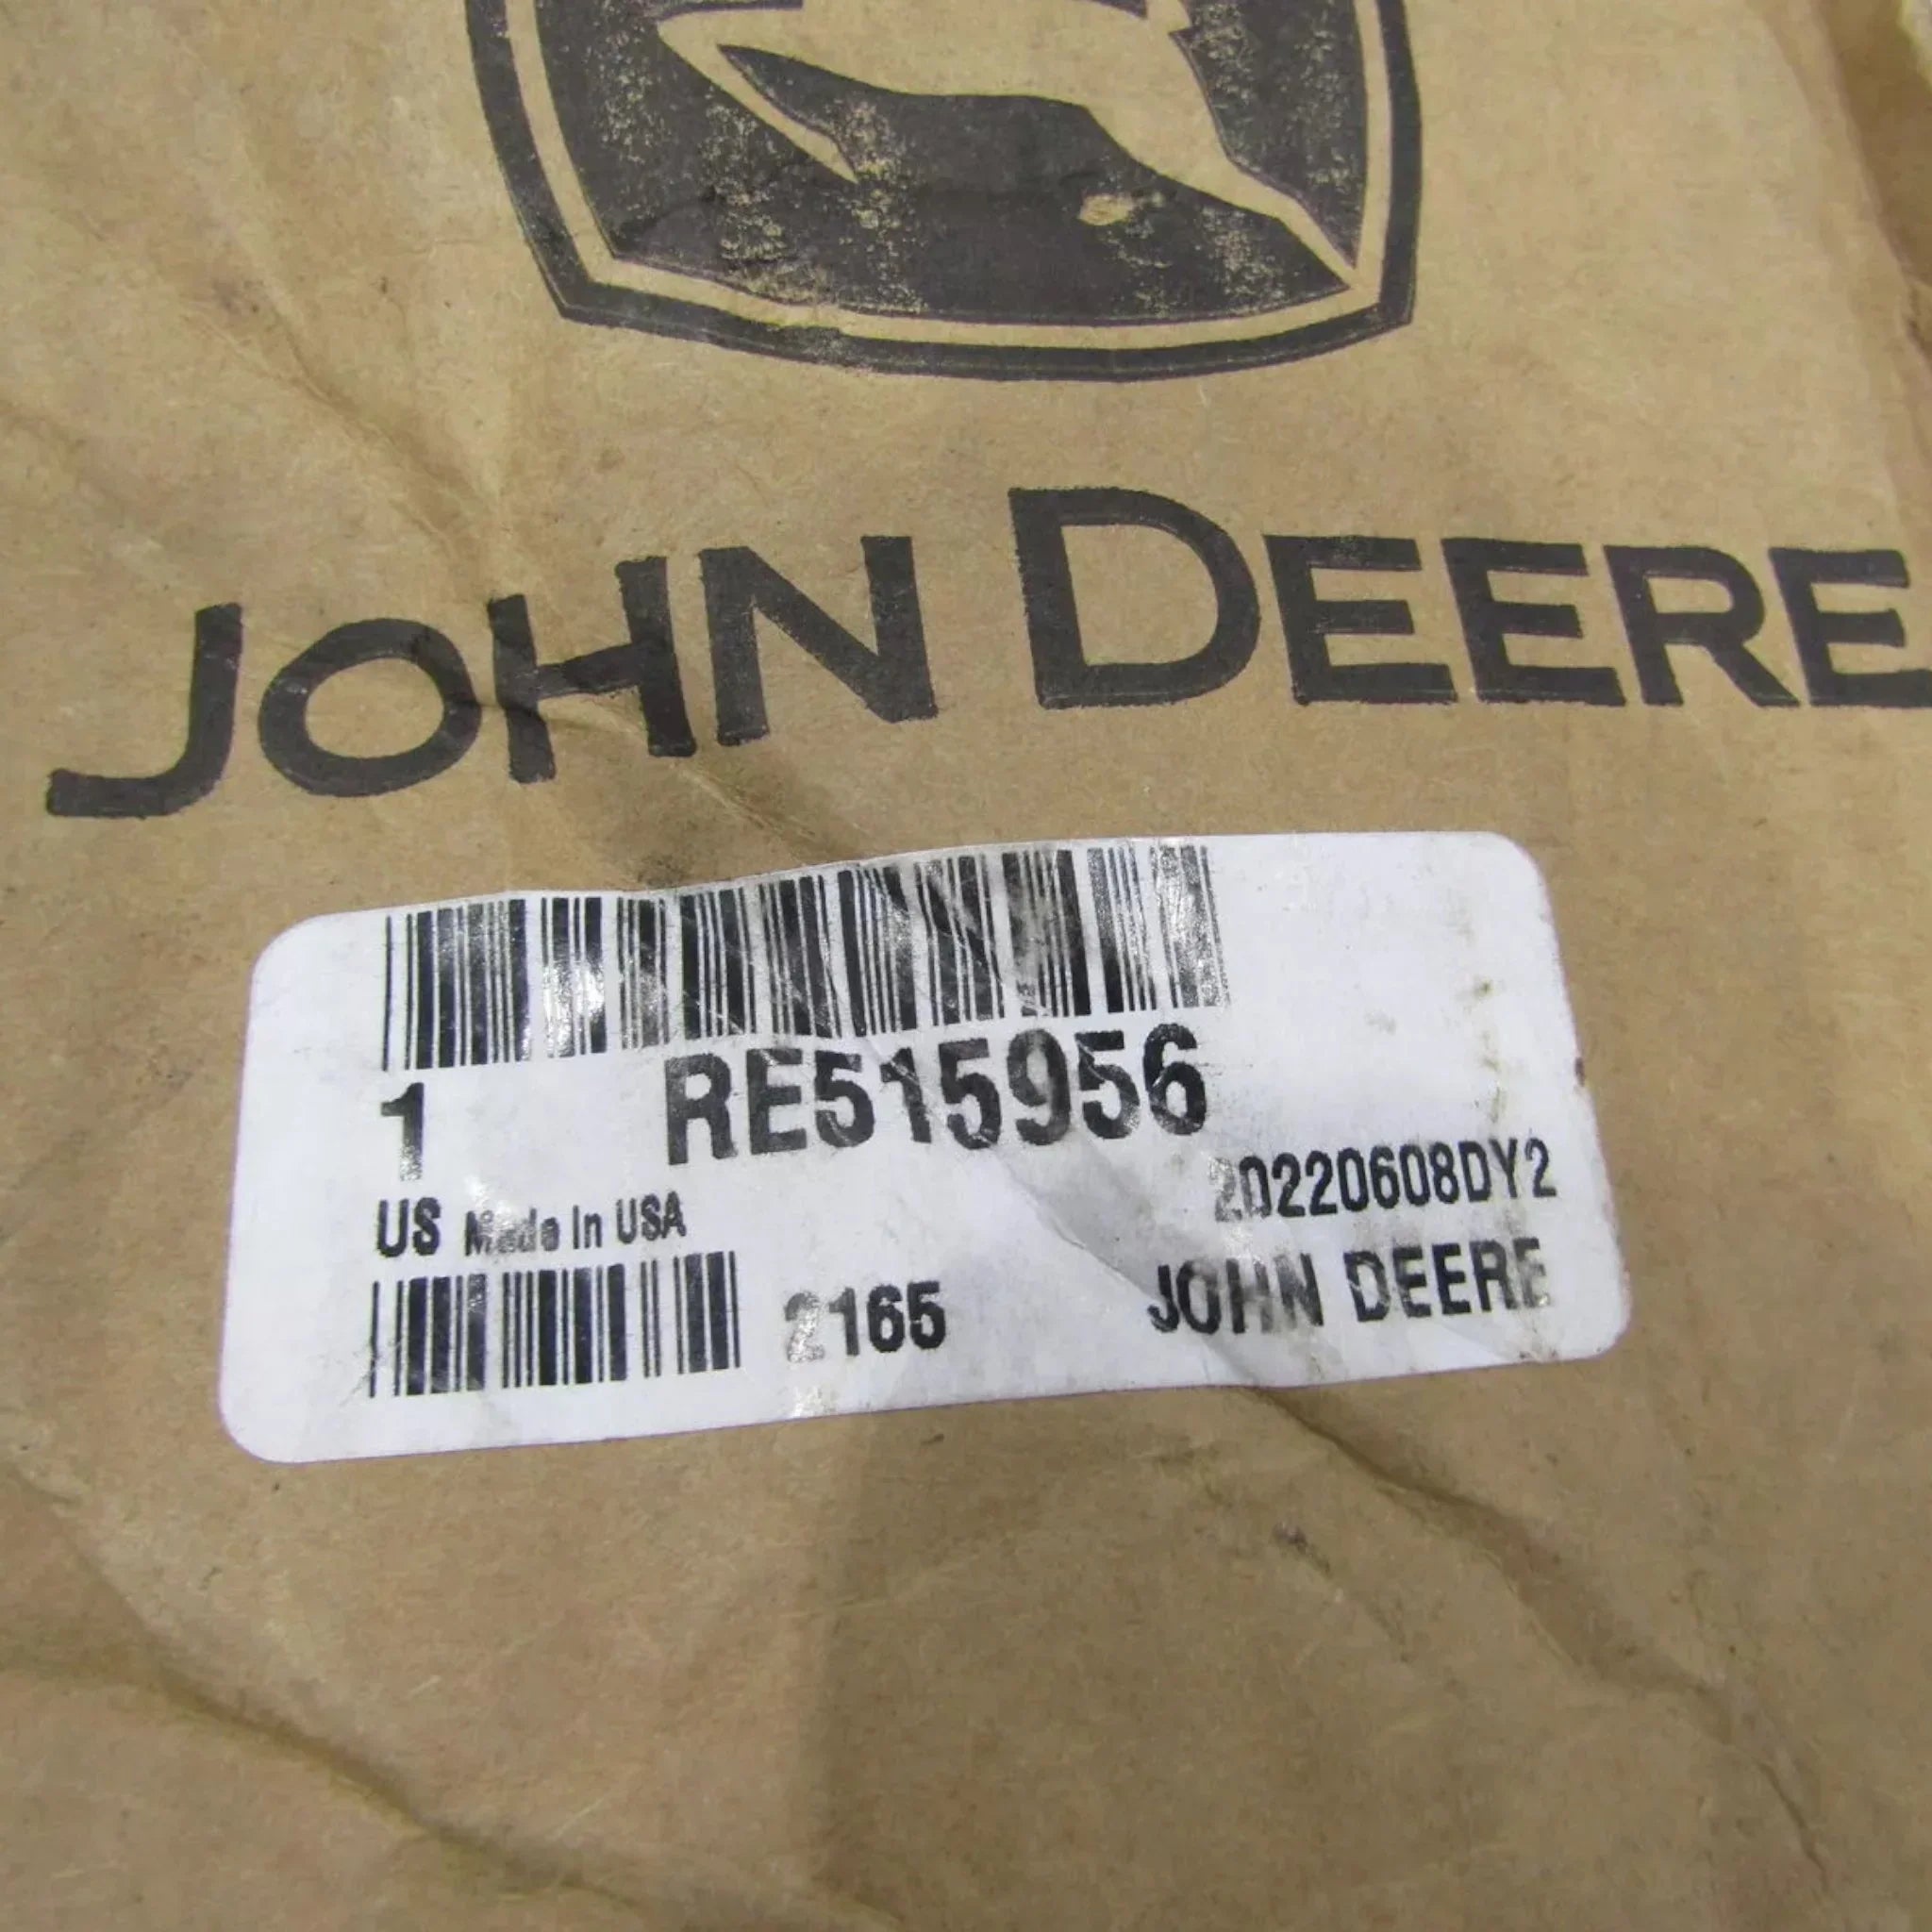 JOHN DEERE
1 RE515956
20220608DY2
US Made In USA
2165 JOHN DEERE